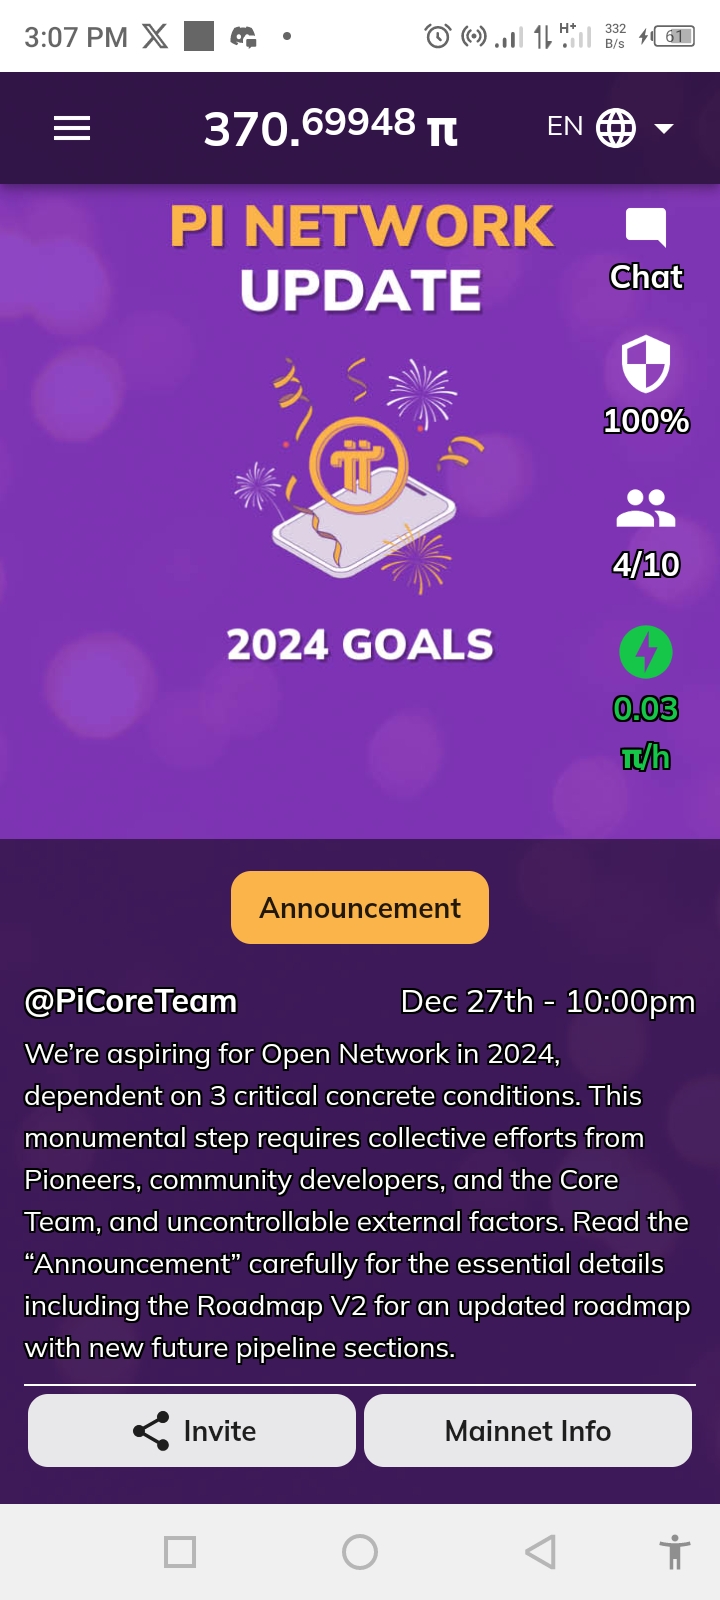 3:07 PM
H+
332
B/s
61
370.69948 π
EN
PI NETWORK
UPDATE
Chat
100%
4/10
2024 GOALS
0.03
π/h
Announcement
@PiCoreTeam Dec 27th - 10:00pm
We’re aspiring for Open Network in 2024,
dependent on 3 critical concrete conditions. This
monumental step requires collective efforts from
Pioneers, community developers, and the Core
Team, and uncontrollable external factors. Read the
“Announcement” carefully for the essential details
including the Roadmap V2 for an updated roadmap
with new future pipeline sections.
Invite
Mainnet Info